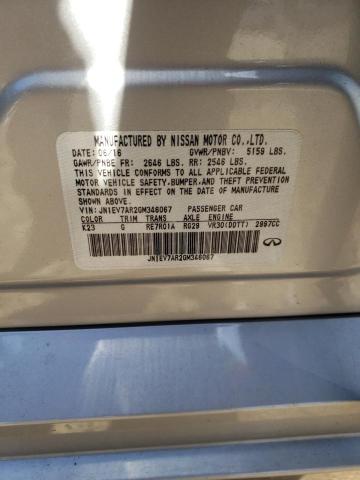 MANUFACTURED BY NISSAN MOTOR CO.,LTD.
DATE: 06/16 GVWR/PNBV: 5159 LBS.
GAWR/PNBE FR: 2646 LBS. RR: 2546 LBS.
THIS VEHICLE CONFORMS TO ALL APPLICABLE FEDERAL
MOTOR VEHICLE SAFETY,BUMPER,AND THEFT PREVENTION
STANDARDS IN EFFECT ON THE DATE OF MANUFACTURE
SHOWN ABOVE.
VIN: JN1EV7AR2GM346067 PASSENGER CAR
COLOR TRIM TRANS AXLE ENGINE
K23 G RE7R01A RG29 VR30(DDTT) 2997CC
JN1EV7AR2GM346067